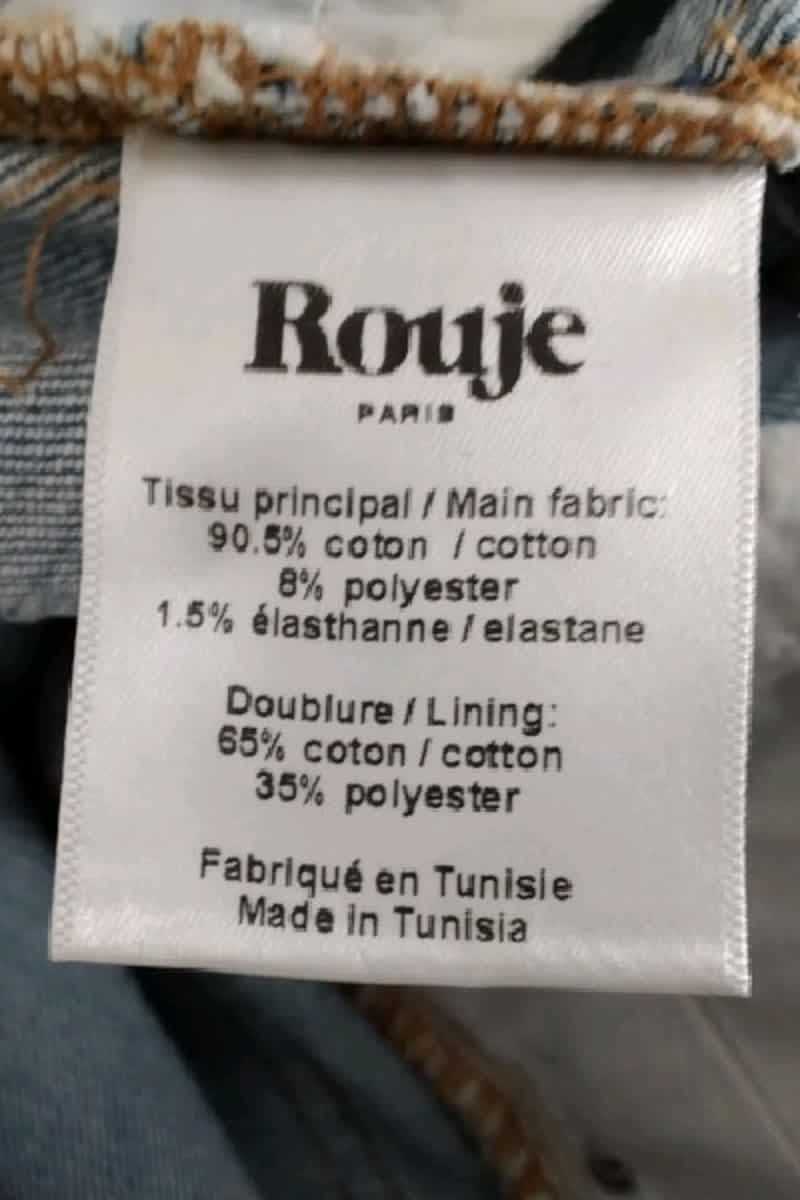 Rouje
PARIS
Tissu principal / Main fabric:
90.5% coton / cotton
8% polyester
1.5% élasthanne / elastane
Doublure / Lining:
65% coton / cotton
35% polyester
Fabriqué en Tunisie
Made in Tunisia